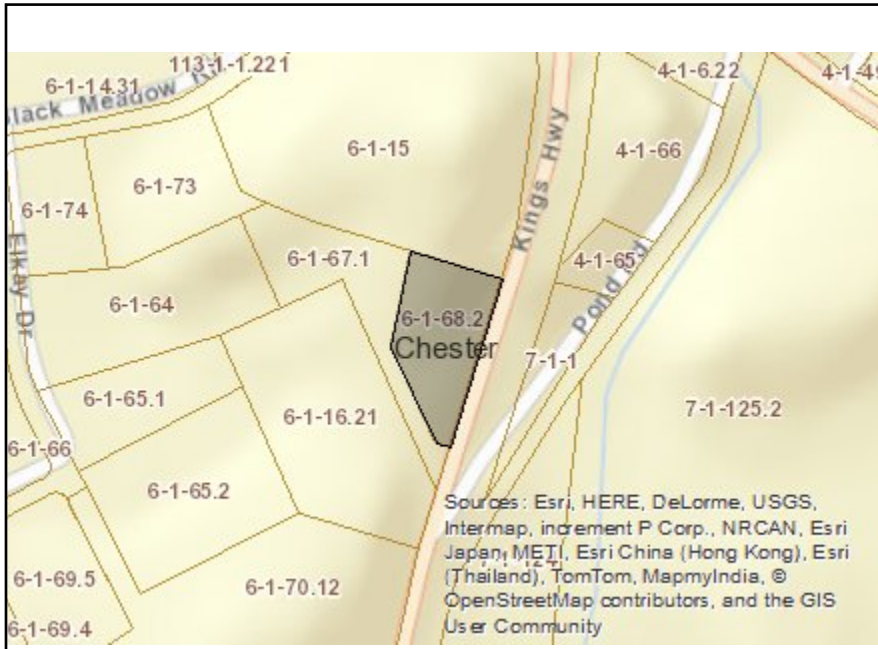 113-1-1.221
6-1-14.31
4-1-6.22
Black Meadow
6-1-15
Kings Hwy
4-1-66
6-1-73
6-1-74
6-1-67.1
4-1-65
Elkay Dr
6-1-64
6-1-68.2
Pond Rd
Chester
7-1-1
6-1-65.1
6-1-16.21
7-1-125.2
6-1-66
6-1-65.2
Sources: Esri, HERE, DeLorme, USGS,
Intermap, increment P Corp., NRCAN, Esri
Japan, METI, Esri China (Hong Kong), Esri
(Thailand), TomTom, MapmyIndia, ©
OpenStreetMap contributors, and the GIS
User Community
6-1-69.5
6-1-70.12
6-1-69.4